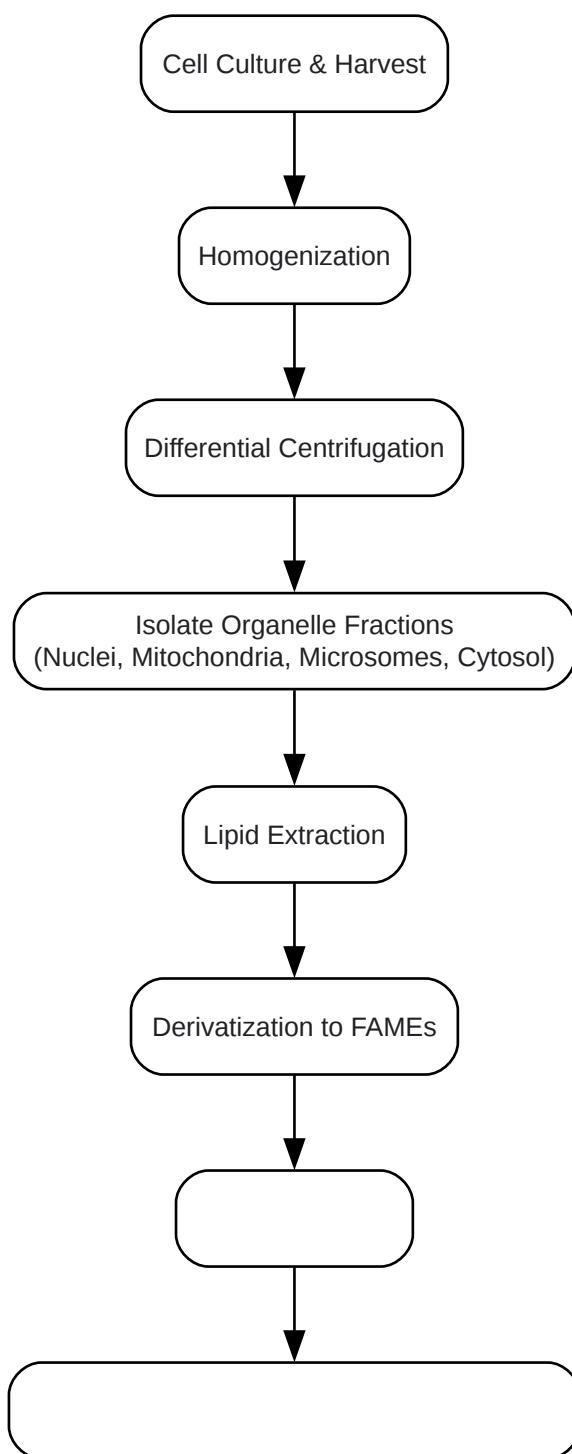 Cell Culture & Harvest
Homogenization
Differential Centrifugation
Isolate Organelle Fractions
(Nuclei, Mitochondria, Microsomes, Cytosol)
Lipid Extraction
Derivatization to FAMEs